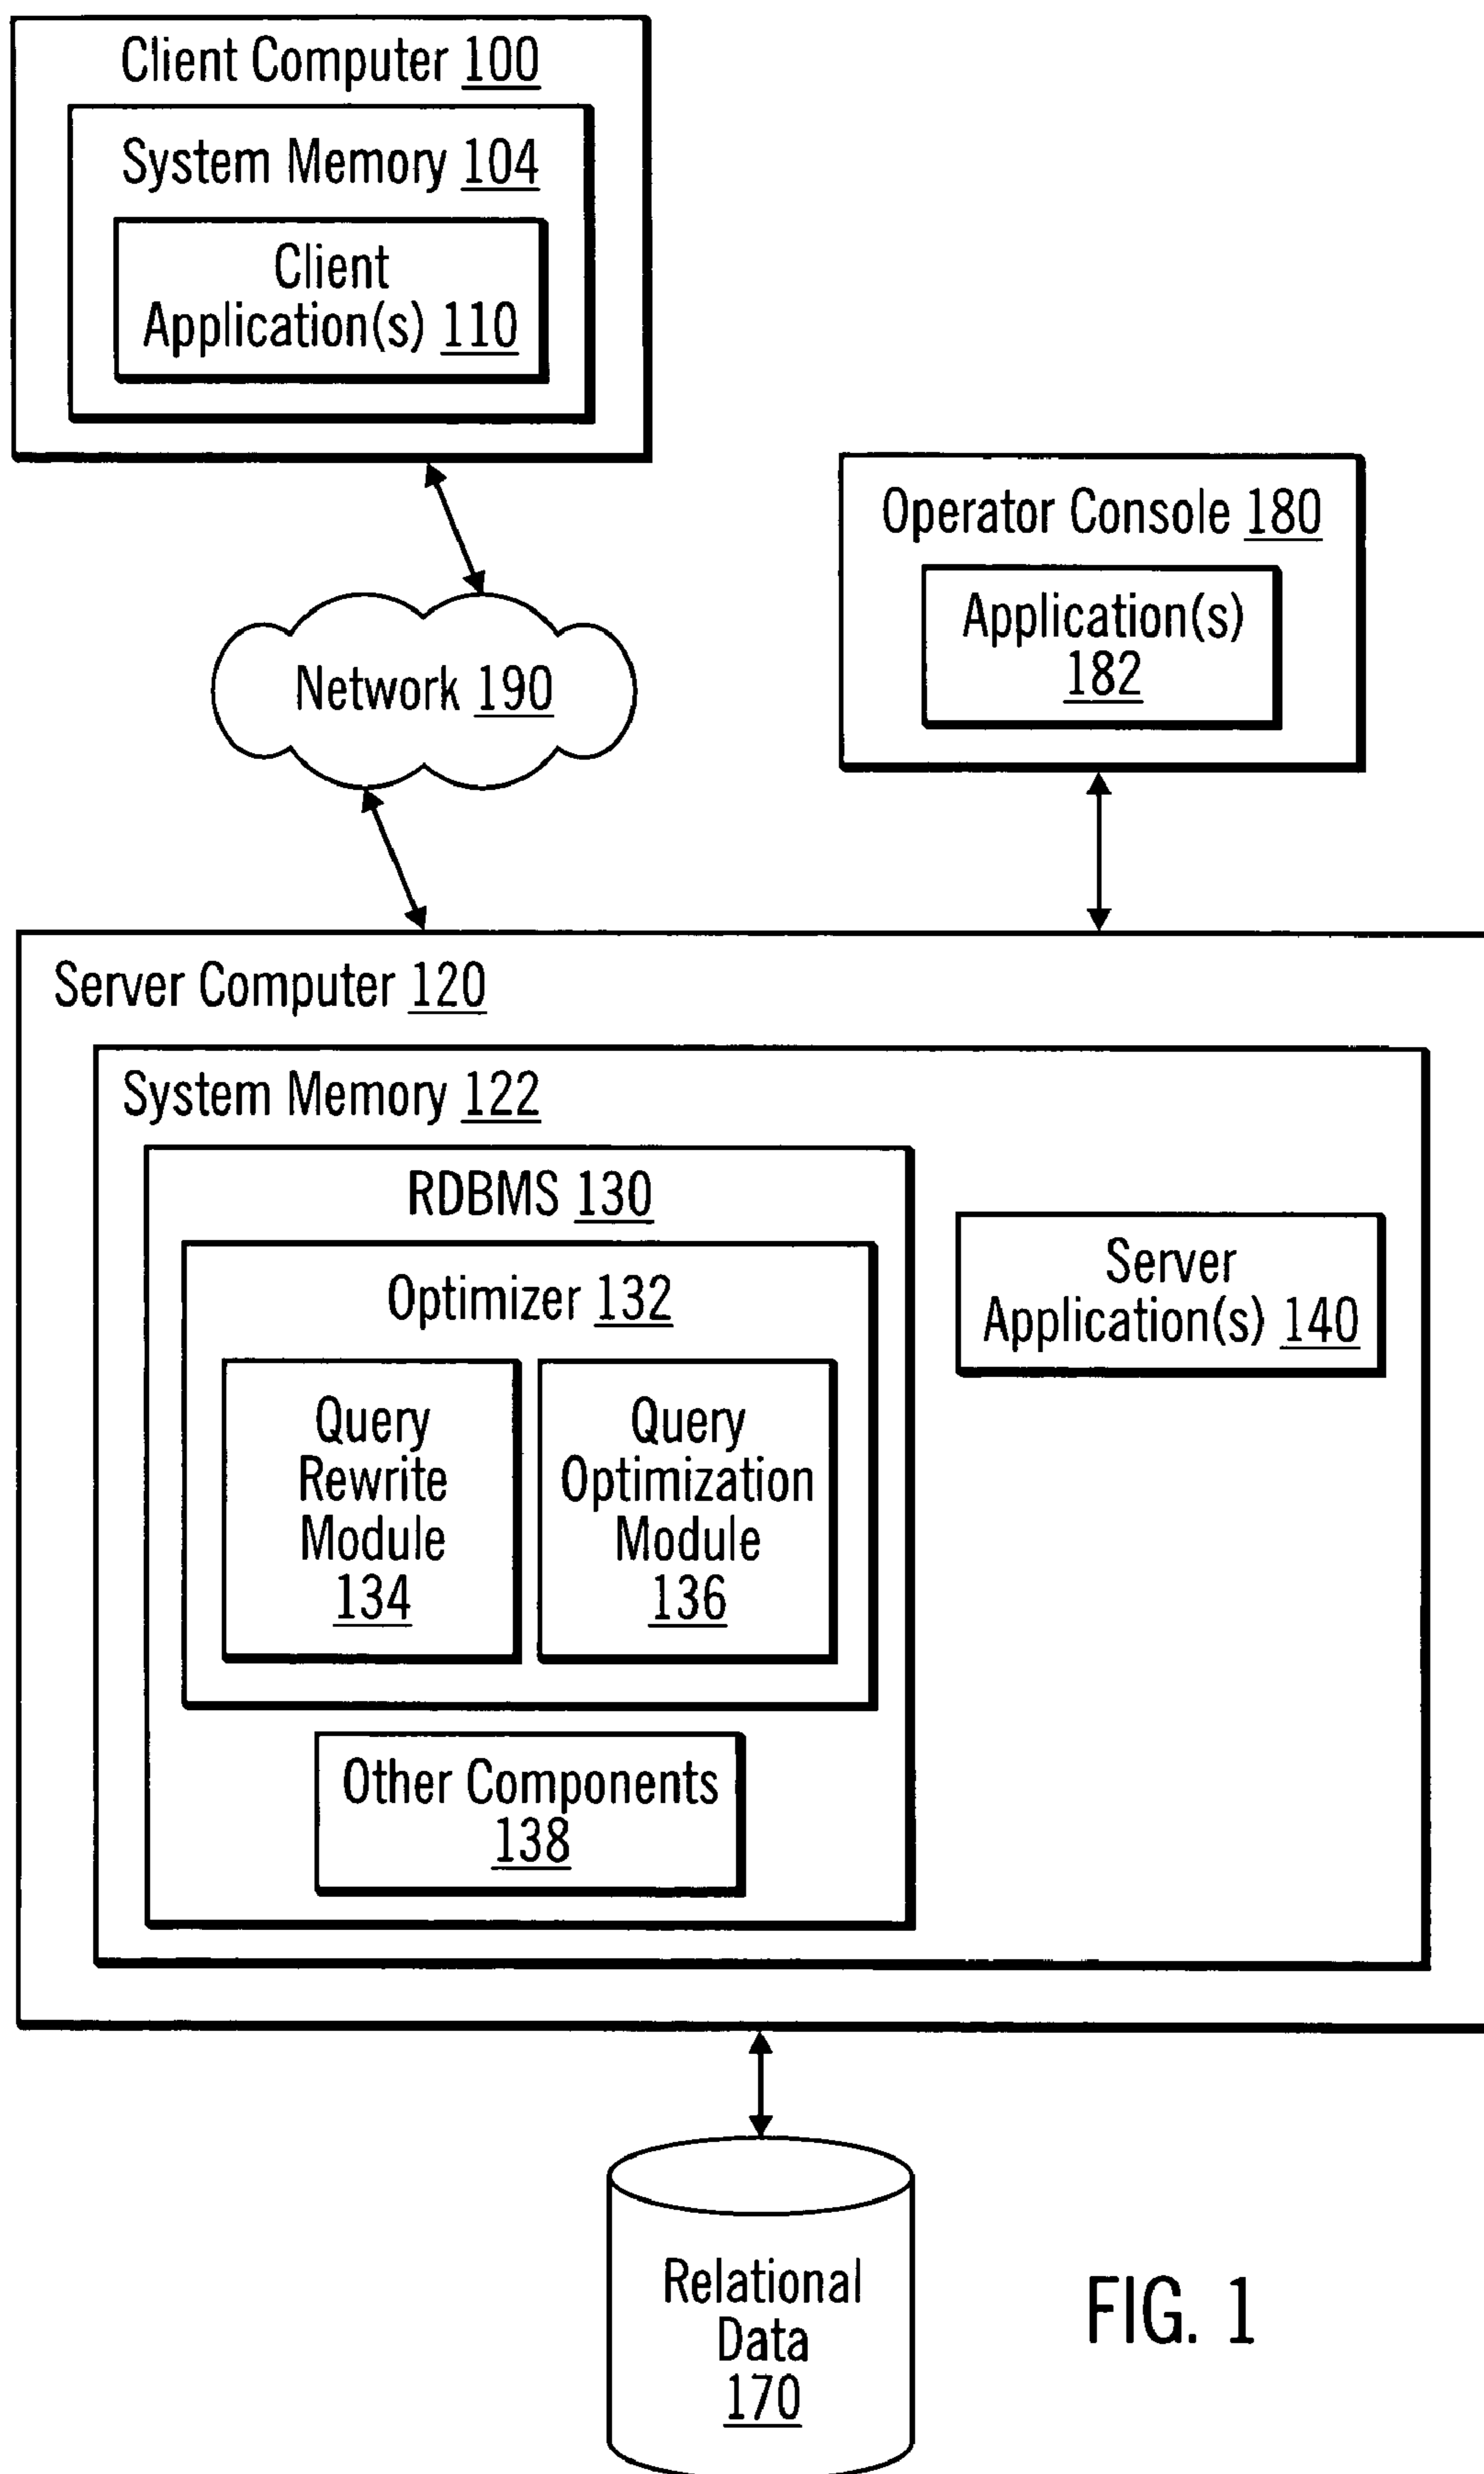 Client Computer 100
System Memory 104
Client
Application(s) 110
Operator Console 180
Application(s)
182
Network 190
Server Computer 120
System Memory 122
RDBMS 130
Optimizer 132
Query
Rewrite
Module
134
Query
Optimization
Module
136
Other Components
138
Server
Application(s) 140
Relational
Data
170
FIG. 1